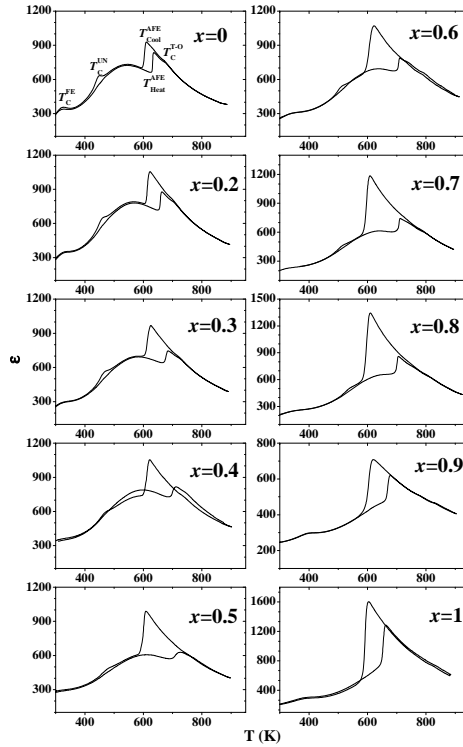 x=0
T_C^FE
T_C^UN
T_Cool^AFE
T_Heat^AFE
T_C^T-O
1200
900
600
300
400 600 800
x=0.6
1200
900
600
300
400 600 800
x=0.2
1200
900
600
300
400 600 800
x=0.7
1200
900
600
400 600 800
x=0.3
1200
900
600
300
400 600 800
x=0.8
1500
1200
900
600
300
400 600 800
ε
x=0.4
1200
900
600
300
400 600 800
x=0.9
800
600
400
400 600 800
x=0.5
1200
900
600
300
400 600 800
x=1
1600
1200
800
400
400 600 800
T (K)
T (K)